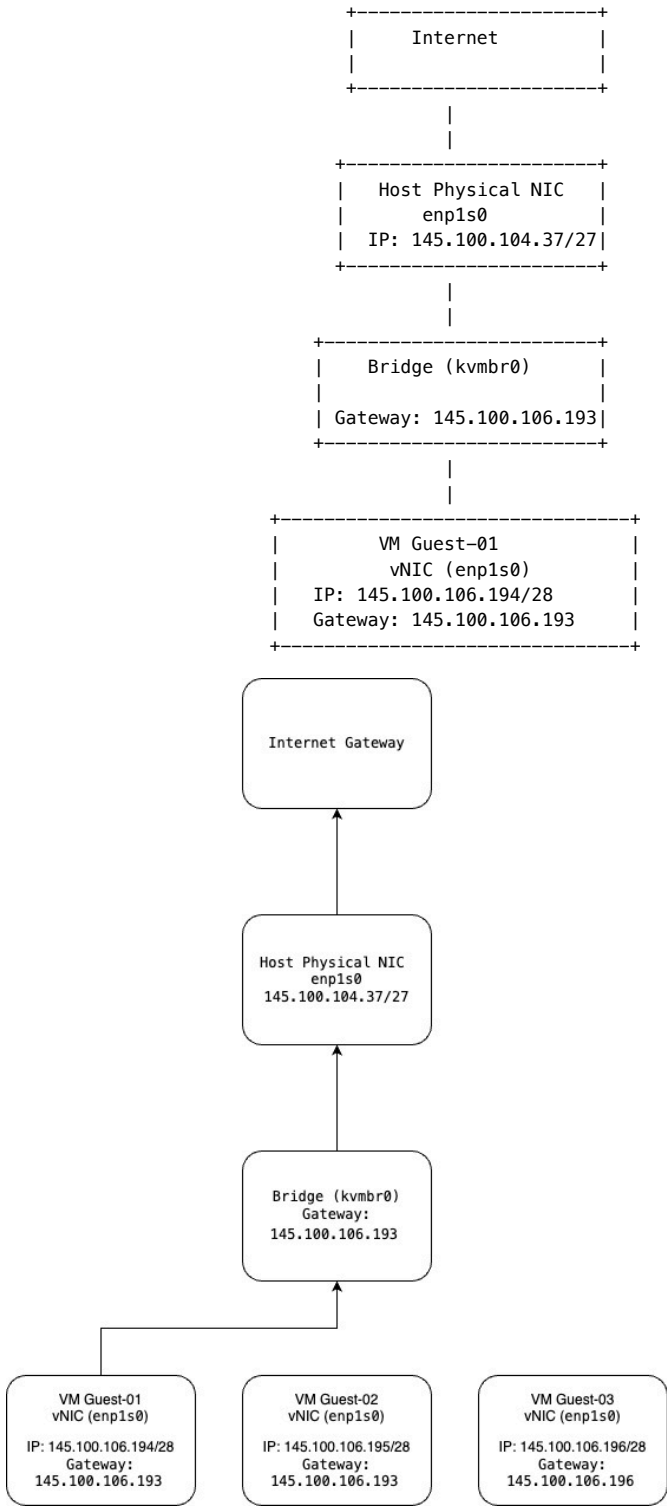 Internet
Host Physical NIC
enp1s0
IP: 145.100.104.37/27
Bridge (kvmbr0)
Gateway: 145.100.106.193
VM Guest-01
vNIC (enp1s0)
IP: 145.100.106.194/28
Gateway: 145.100.106.193
Internet Gateway
Host Physical NIC
enp1s0
145.100.104.37/27
Bridge (kvmbr0)
Gateway:
145.100.106.193
VM Guest-01
vNIC (enp1s0)
IP: 145.100.106.194/28
Gateway:
145.100.106.193
VM Guest-02
vNIC (enp1s0)
IP: 145.100.106.195/28
Gateway:
145.100.106.193
VM Guest-03
vNIC (enp1s0)
IP: 145.100.106.196/28
Gateway:
145.100.106.196